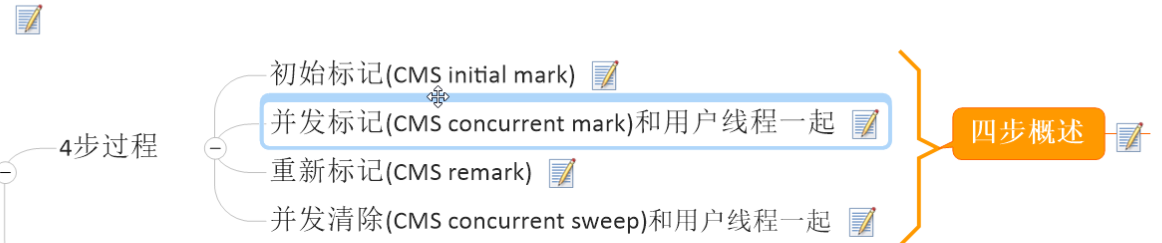 初始标记(CMS initial mark)
并发标记(CMS concurrent mark)和用户线程一起
4步过程
四步概述
重新标记(CMS remark)
并发清除(CMS concurrent sweep)和用户线程一起